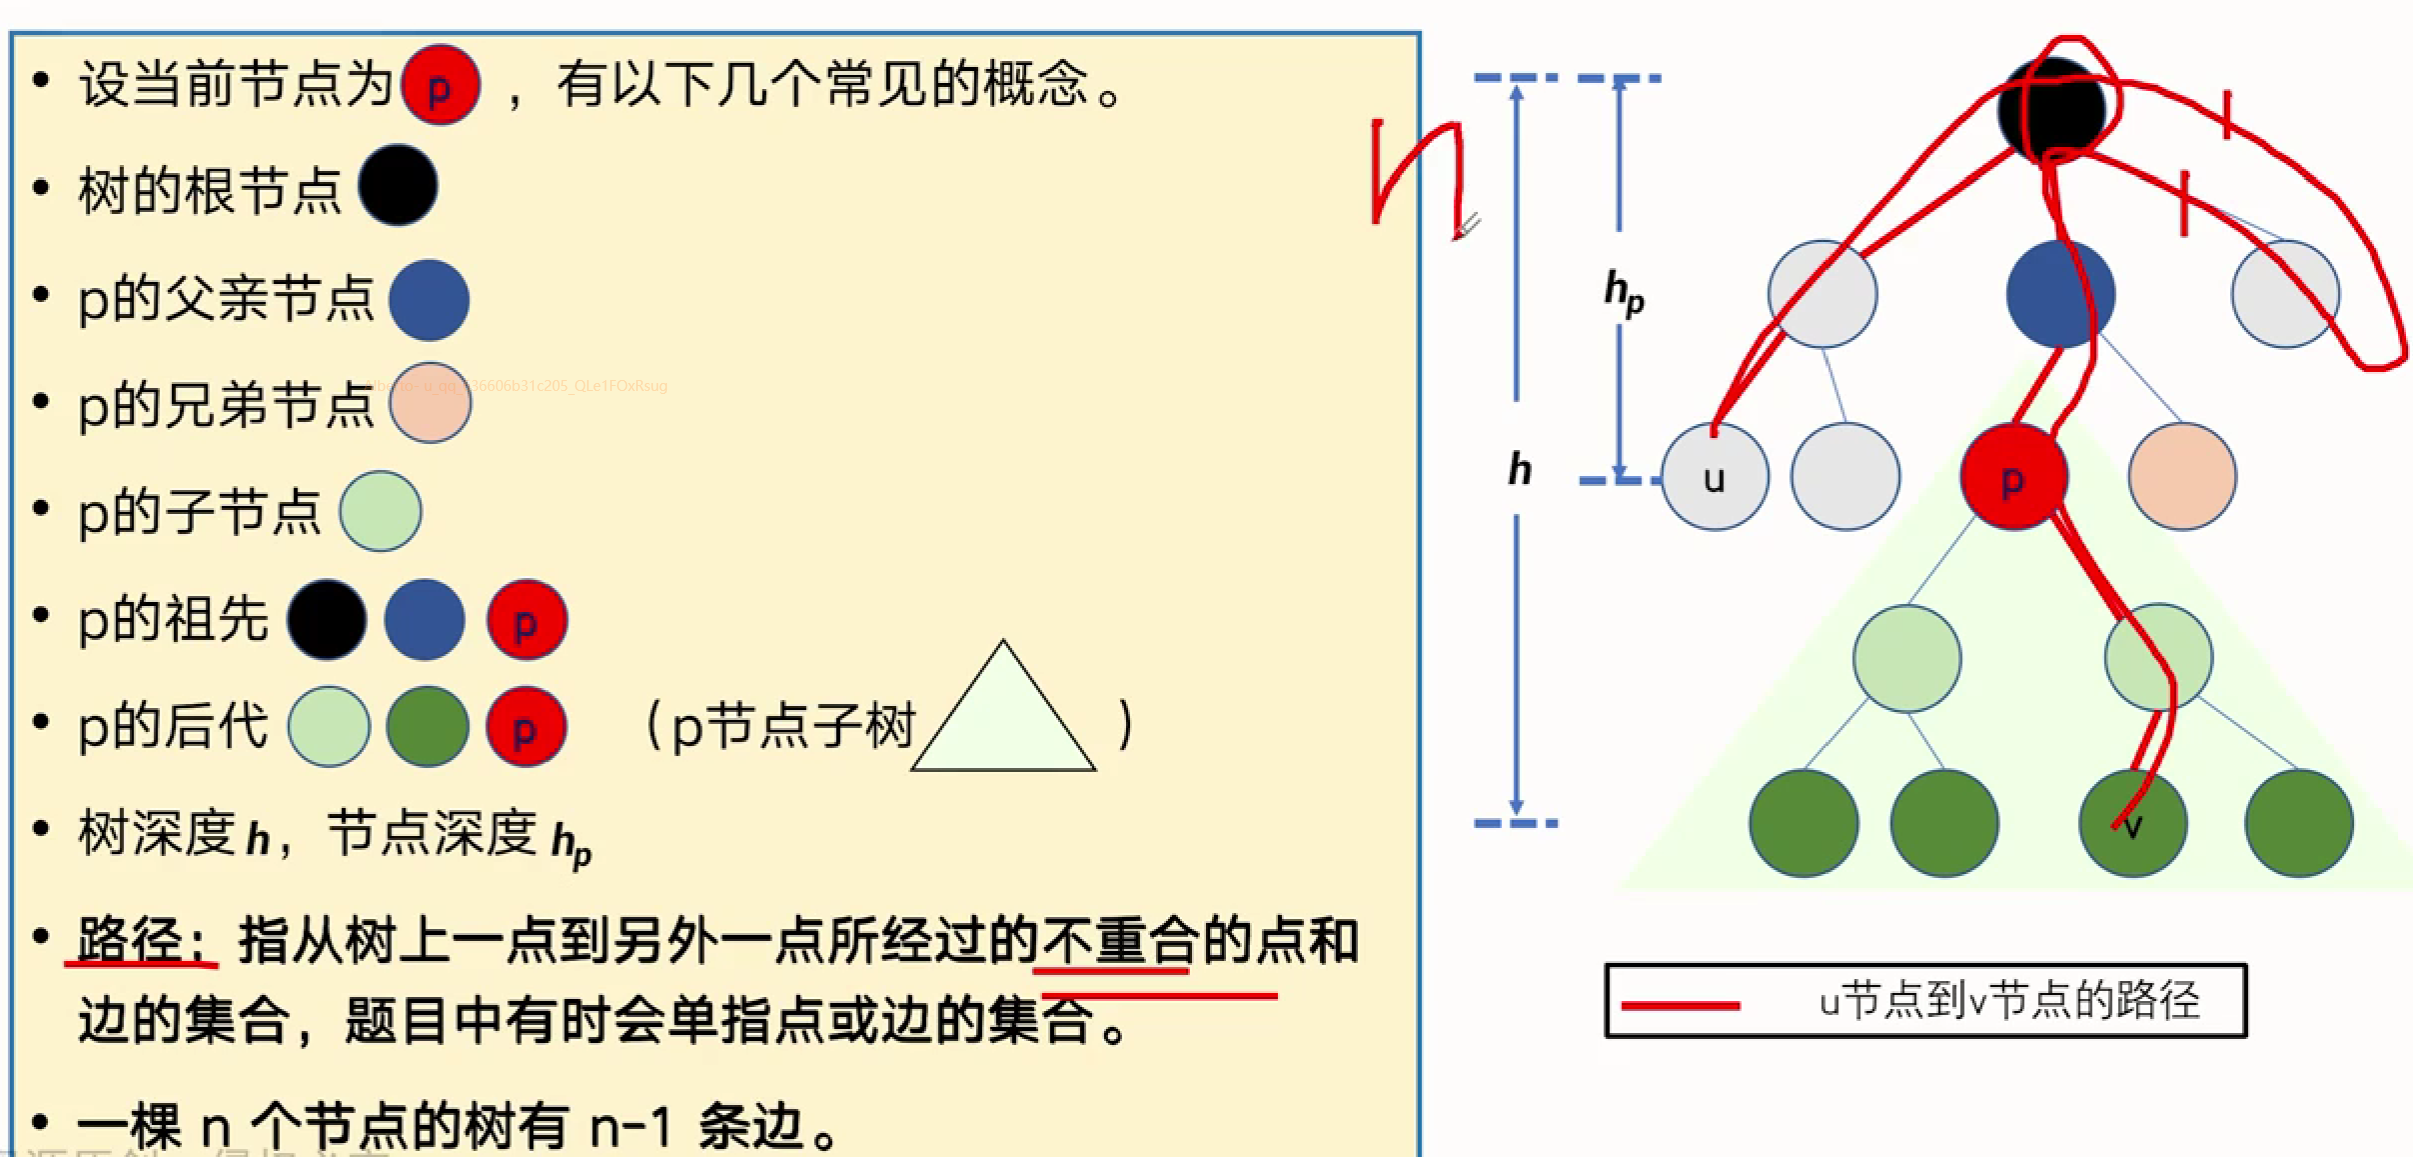 • 设当前节点为 p ，有以下几个常见的概念。
• 树的根节点
• p的父亲节点
• p的兄弟节点
• p的子节点
• p的祖先 p
• p的后代 p （p节点子树 ）
• 树深度 h，节点深度 hp
• 路径：指从树上一点到另外一点所经过的不重合的点和
边的集合，题目中有时会单指点或边的集合。
• 一棵 n 个节点的树有 n-1 条边。
n
hp
h
u
p
v
u节点到v节点的路径